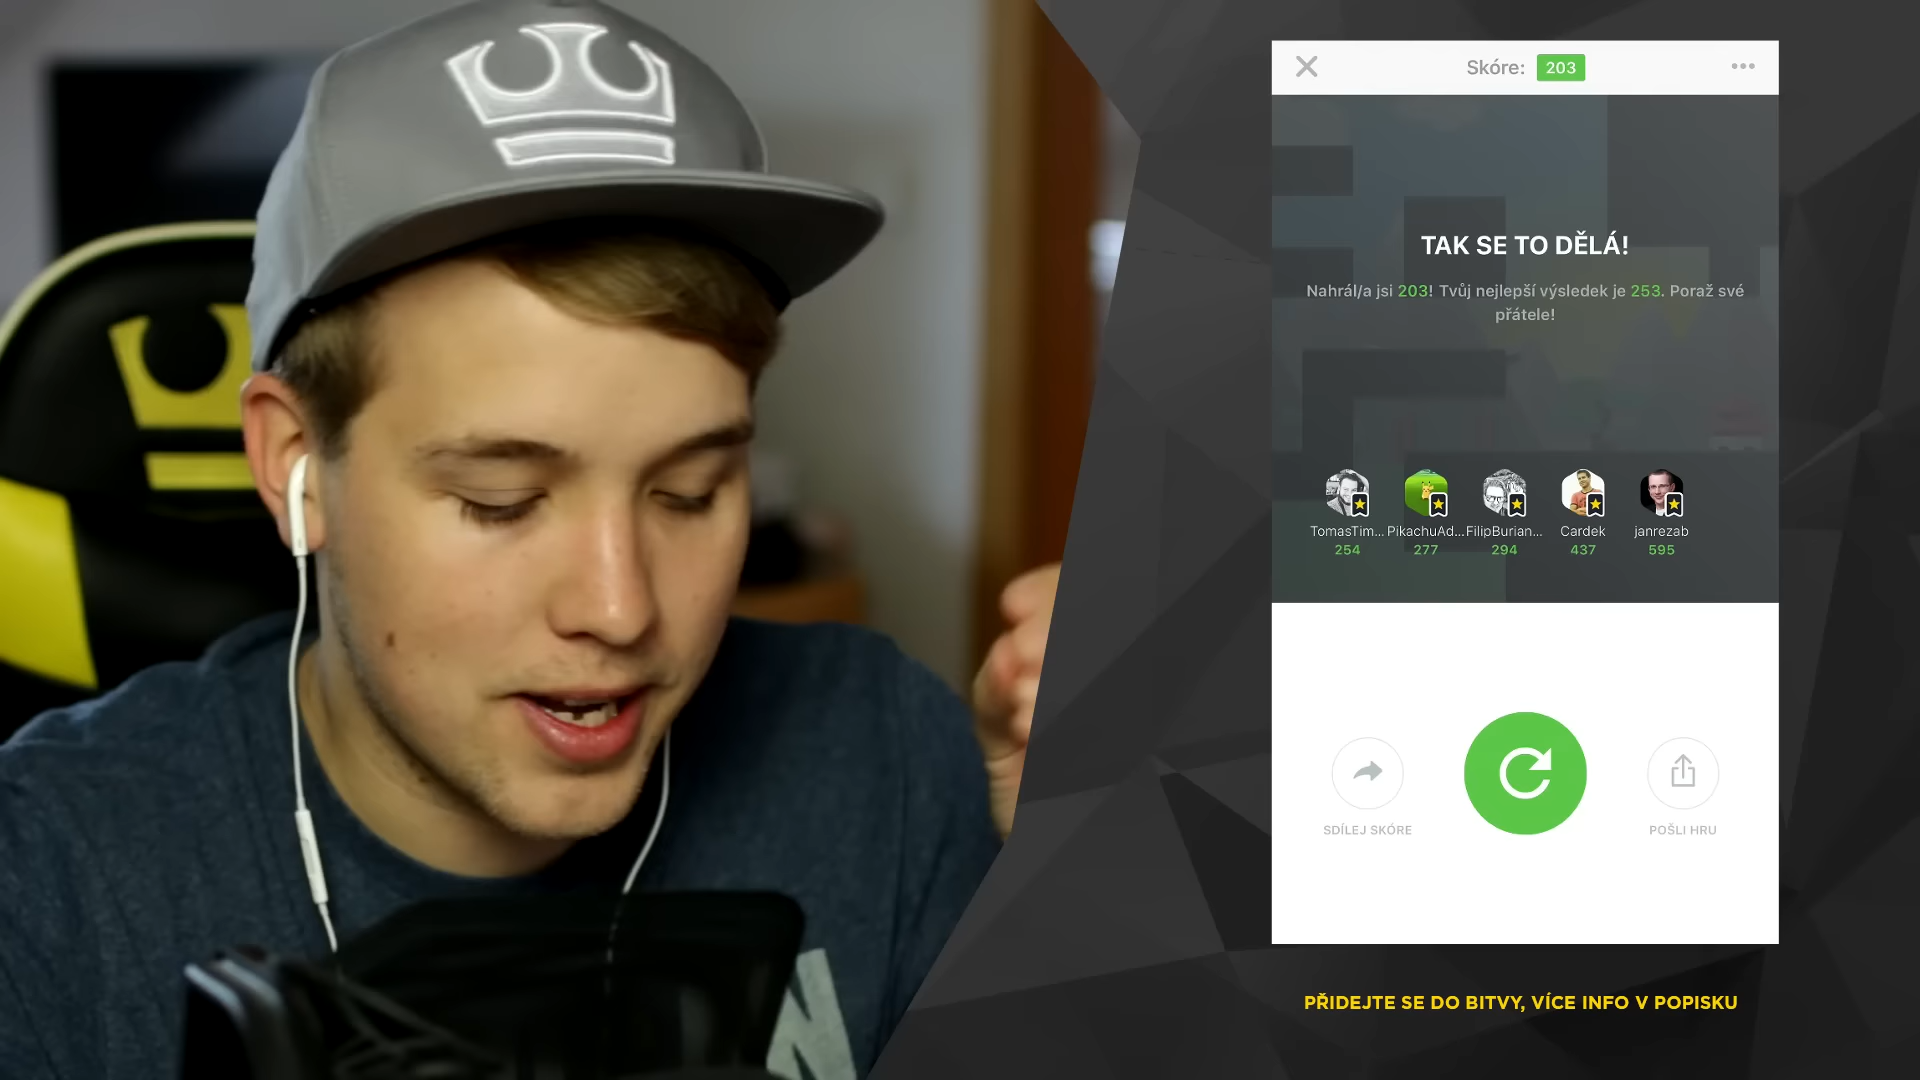 Skóre: 203
TAK SE TO DĚLÁ!
Nahrál/a jsi 203! Tvůj nejlepší výsledek je 253. Poraž své
přátele!
TomasTim... PikachuAd... FilipBurian... Cardek janrezab
254 277 294 437 595
SDÍLEJ SKÓRE POŠLI HRU
PŘIDEJTE SE DO BITVY, VÍCE INFO V POPISKU
N